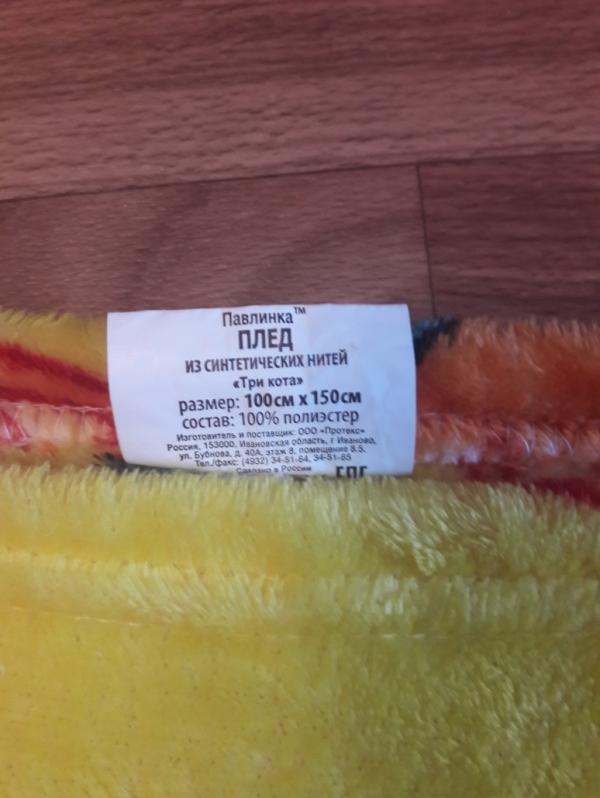 Павлинка™
ПЛЕД
ИЗ СИНТЕТИЧЕСКИХ НИТЕЙ
«Три кота»
размер: 100см х 150см
состав: 100% полиэстер
Изготовитель и поставщик: ООО «Протекс»
Россия, 153000, Ивановская область, г Иваново,
ул. Бубнова, д. 40А, этаж 8, помещение 8.5.
Тел./факс: (4932) 34-51-64, 34-51-65
Сделано в России